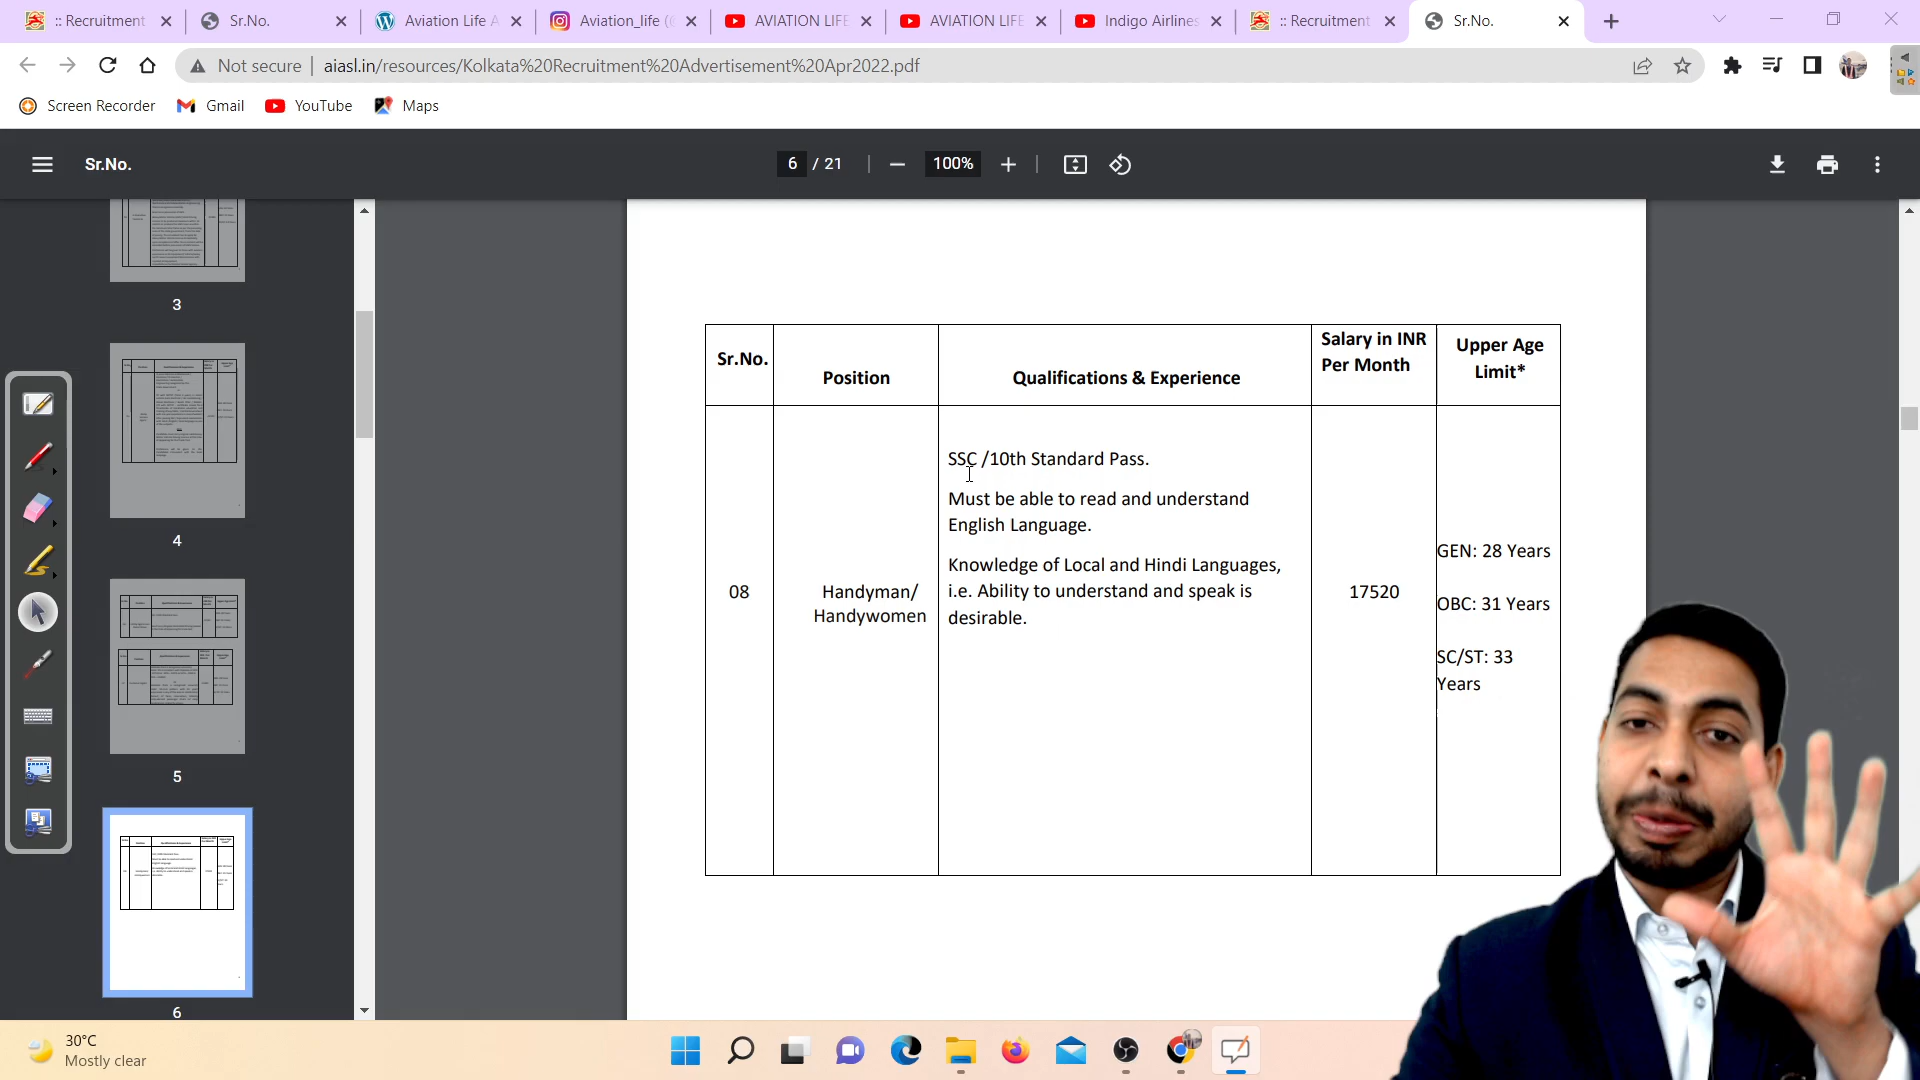 :: Recruitment
Sr.No.
Aviation Life A
Aviation_life (
AVIATION LIFE
AVIATION LIFE
Indigo Airlines
:: Recruitment
Sr.No.
Not secure
aiasl.in/resources/Kolkata%20Recruitment%20Advertisement%20Apr2022.pdf
Screen Recorder
Gmail
YouTube
Maps
Sr.No.
6 / 21
100%
3
4
5
6
Sr.No.
Position
Qualifications & Experience
Salary in INR
Per Month
Upper Age
Limit*
08
Handyman/
Handywomen
SSC /10th Standard Pass.
Must be able to read and understand
English Language.
Knowledge of Local and Hindi Languages,
i.e. Ability to understand and speak is
desirable.
17520
GEN: 28 Years
OBC: 31 Years
SC/ST: 33
Years
30°C
Mostly clear